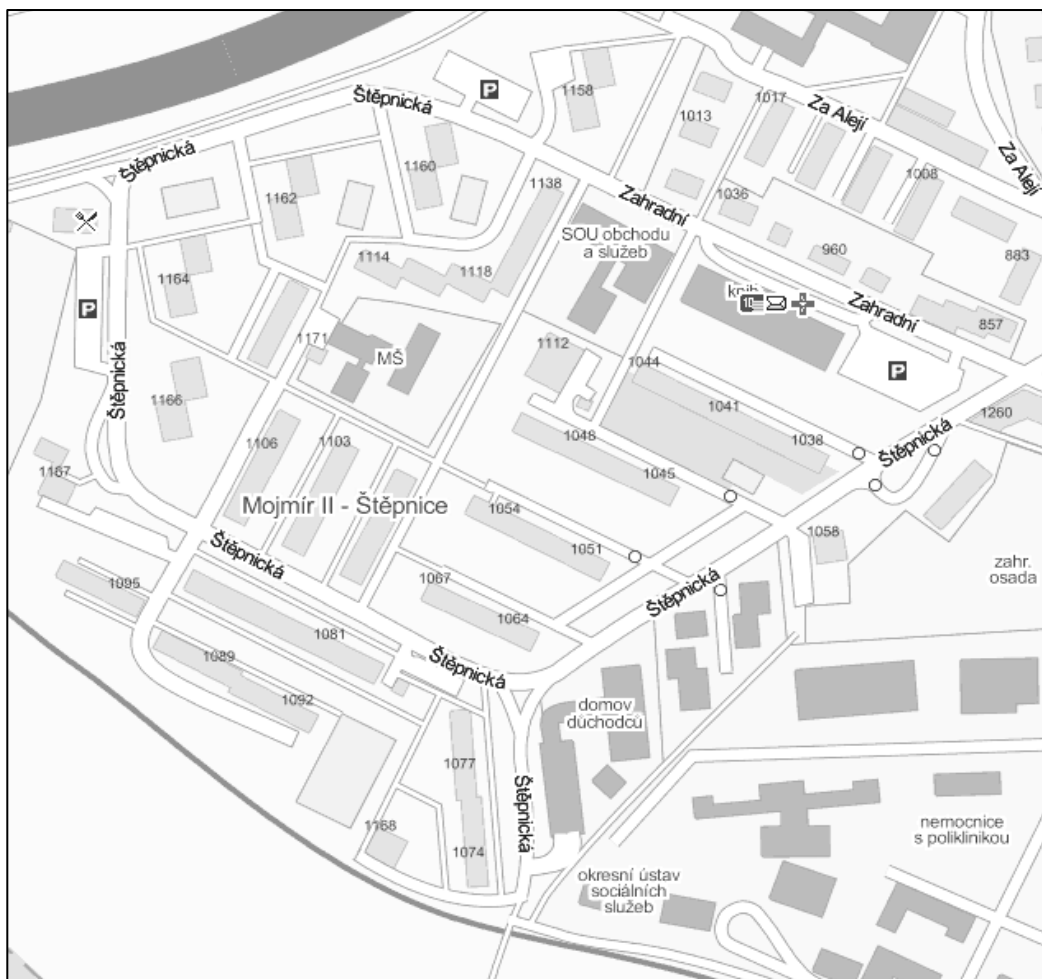 1158
P
Štěpnická
1013
1017
Za Alejí
Štěpnická
1160
1162
1138
1008
Za Alejí
Zahradní
1036
SOU obchodu
a služeb
960
883
1164
1114
1118
knih.
10
Zahradní
857
P
1171
MŠ
1112
1044
P
Štěpnická
1166
1041
1038
1260
1106
1103
1048
1045
Štěpnická
1167
Mojmír II - Štěpnice
1054
1051
1058
zahr.
osada
Štěpnická
1095
1067
1064
Štěpnická
1081
1089
Štěpnická
1092
domov
důchodců
1077
Štěpnická
1168
1074
nemocnice
s poliklinikou
okresní ústav
sociálních
služeb